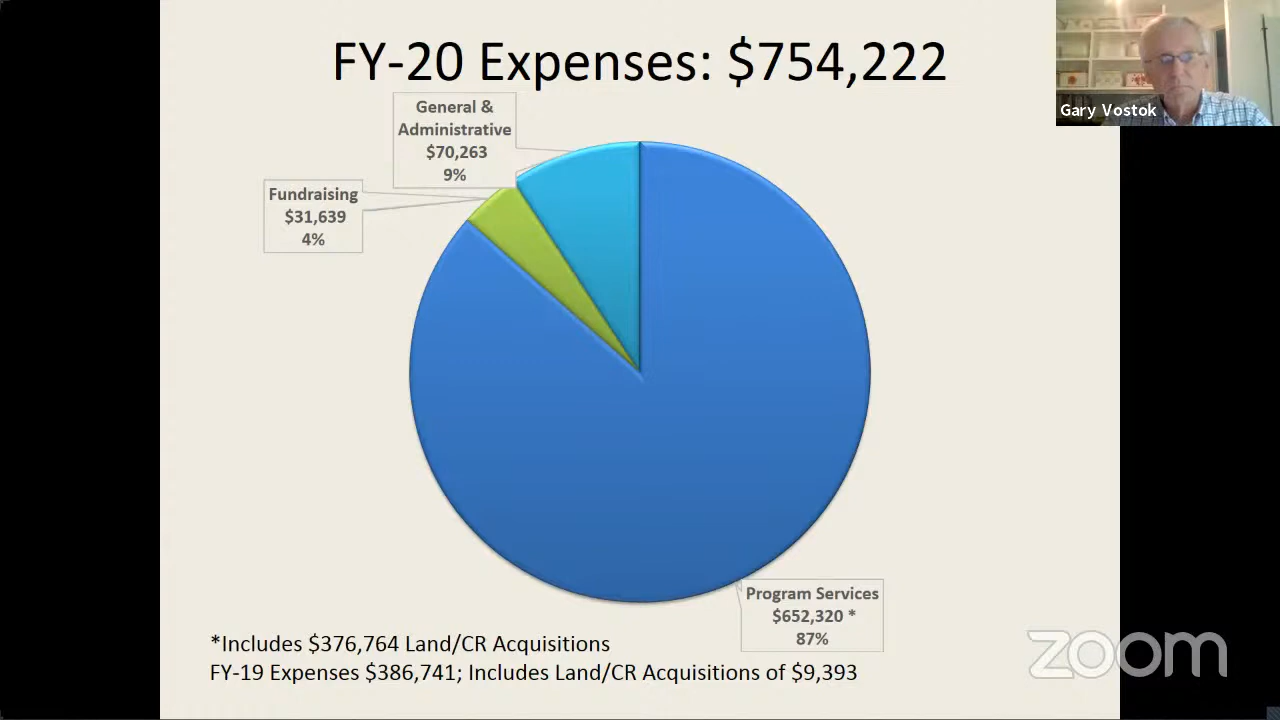 FY-20 Expenses: $754,222
Gary Vostok
General &
Administrative
$70,263
9%
Fundraising
$31,639
4%
Program Services
$652,320 *
87%
*Includes $376,764 Land/CR Acquisitions
FY-19 Expenses $386,741; Includes Land/CR Acquisitions of $9,393
zoom